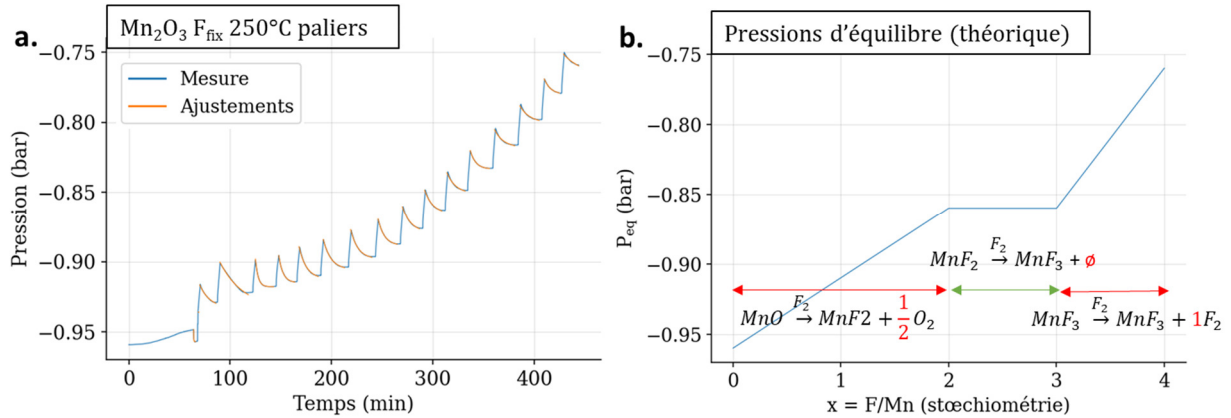 a.
Mn₂O₃ F_fix 250°C paliers
Mesure
Ajustements
Pression (bar)
−0.75
−0.80
−0.85
−0.90
−0.95
0
100
200
300
400
Temps (min)
b.
Pressions d'équilibre (théorique)
P_eq (bar)
−0.75
−0.80
−0.85
−0.90
−0.95
MnF₂ →^F₂ MnF₃ + ø
MnO →^F₂ MnF2 + 1/2 O₂
MnF₃ →^F₂ MnF₃ + 1F₂
0
1
2
3
4
x = F/Mn (stœchiométrie)